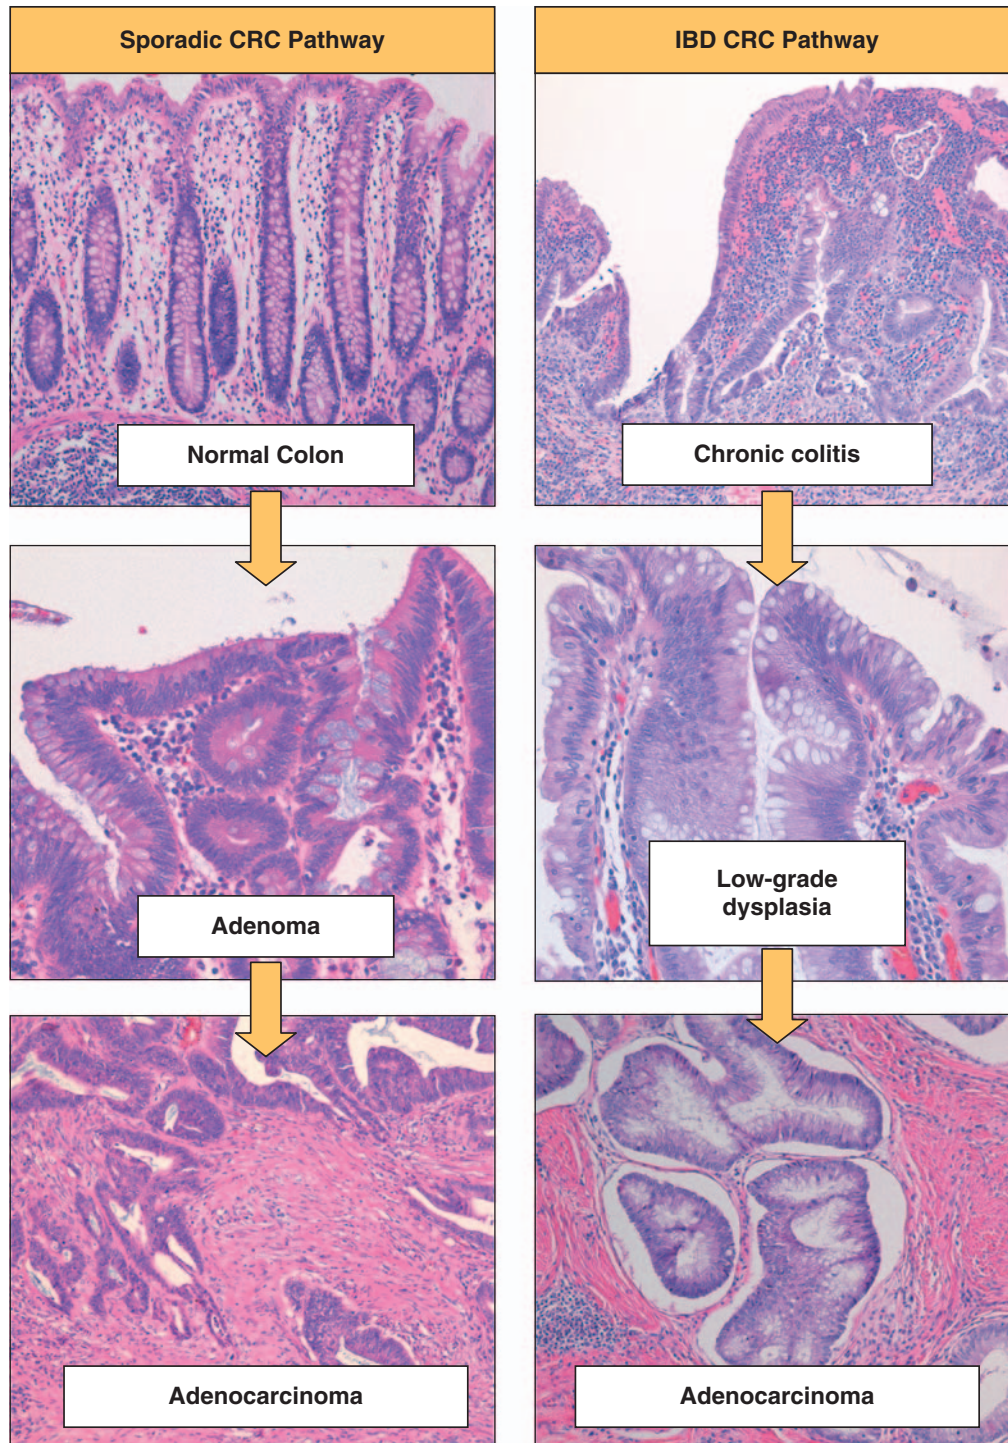 Sporadic CRC Pathway
Normal Colon
Adenoma
Adenocarcinoma
IBD CRC Pathway
Chronic colitis
Low-grade
dysplasia
Adenocarcinoma